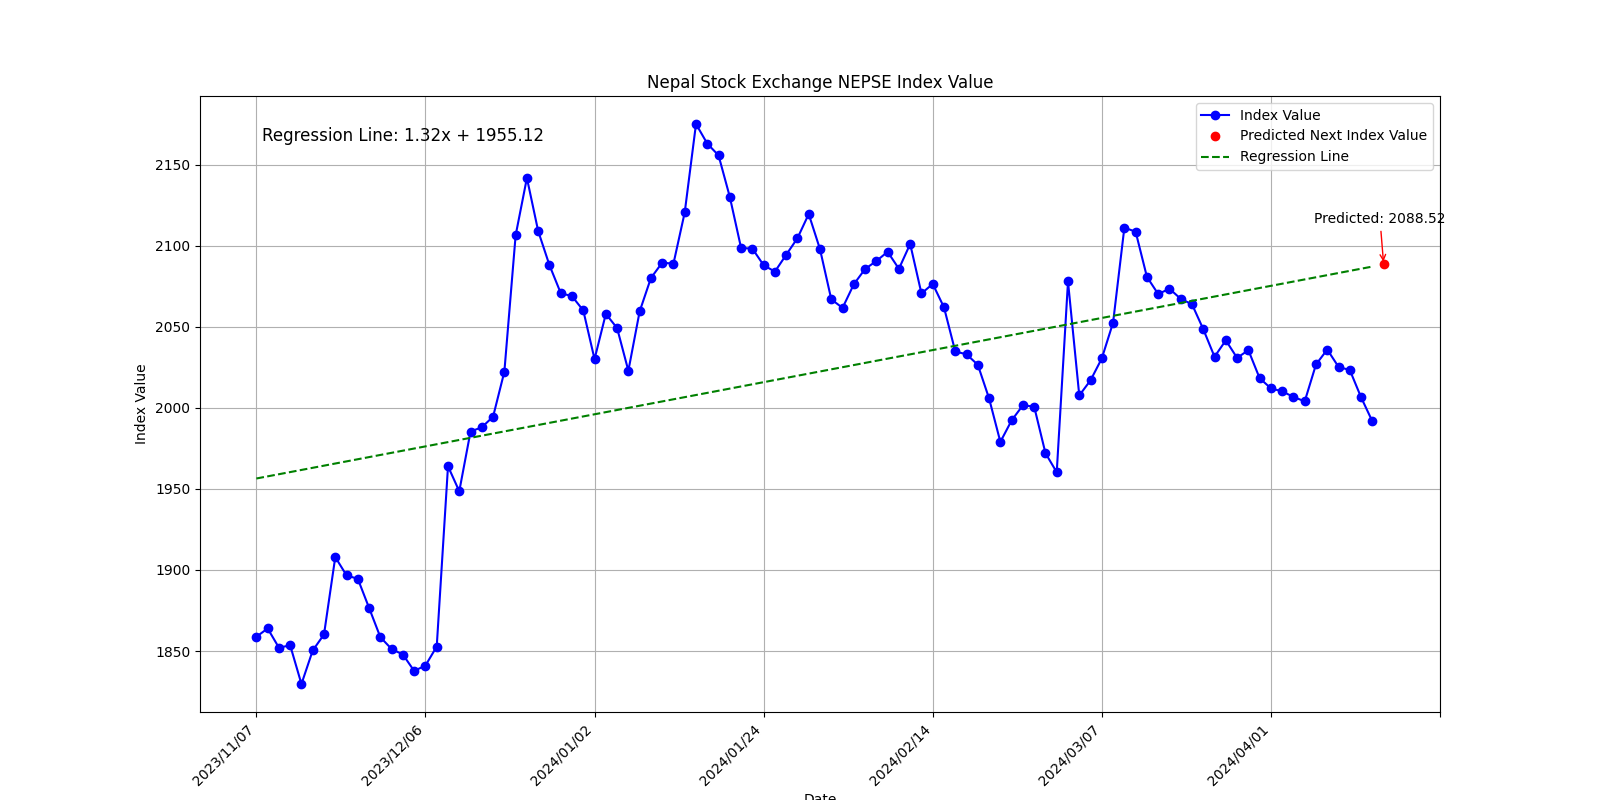 Nepal Stock Exchange NEPSE Index Value
Regression Line: 1.32x + 1955.12
Index Value
Predicted Next Index Value
Regression Line
Predicted: 2088.52
2150
2100
2050
2000
1950
1900
1850
Index Value
2023/11/07
2023/12/06
2024/01/02
2024/01/24
2024/02/14
2024/03/07
2024/04/01
Date